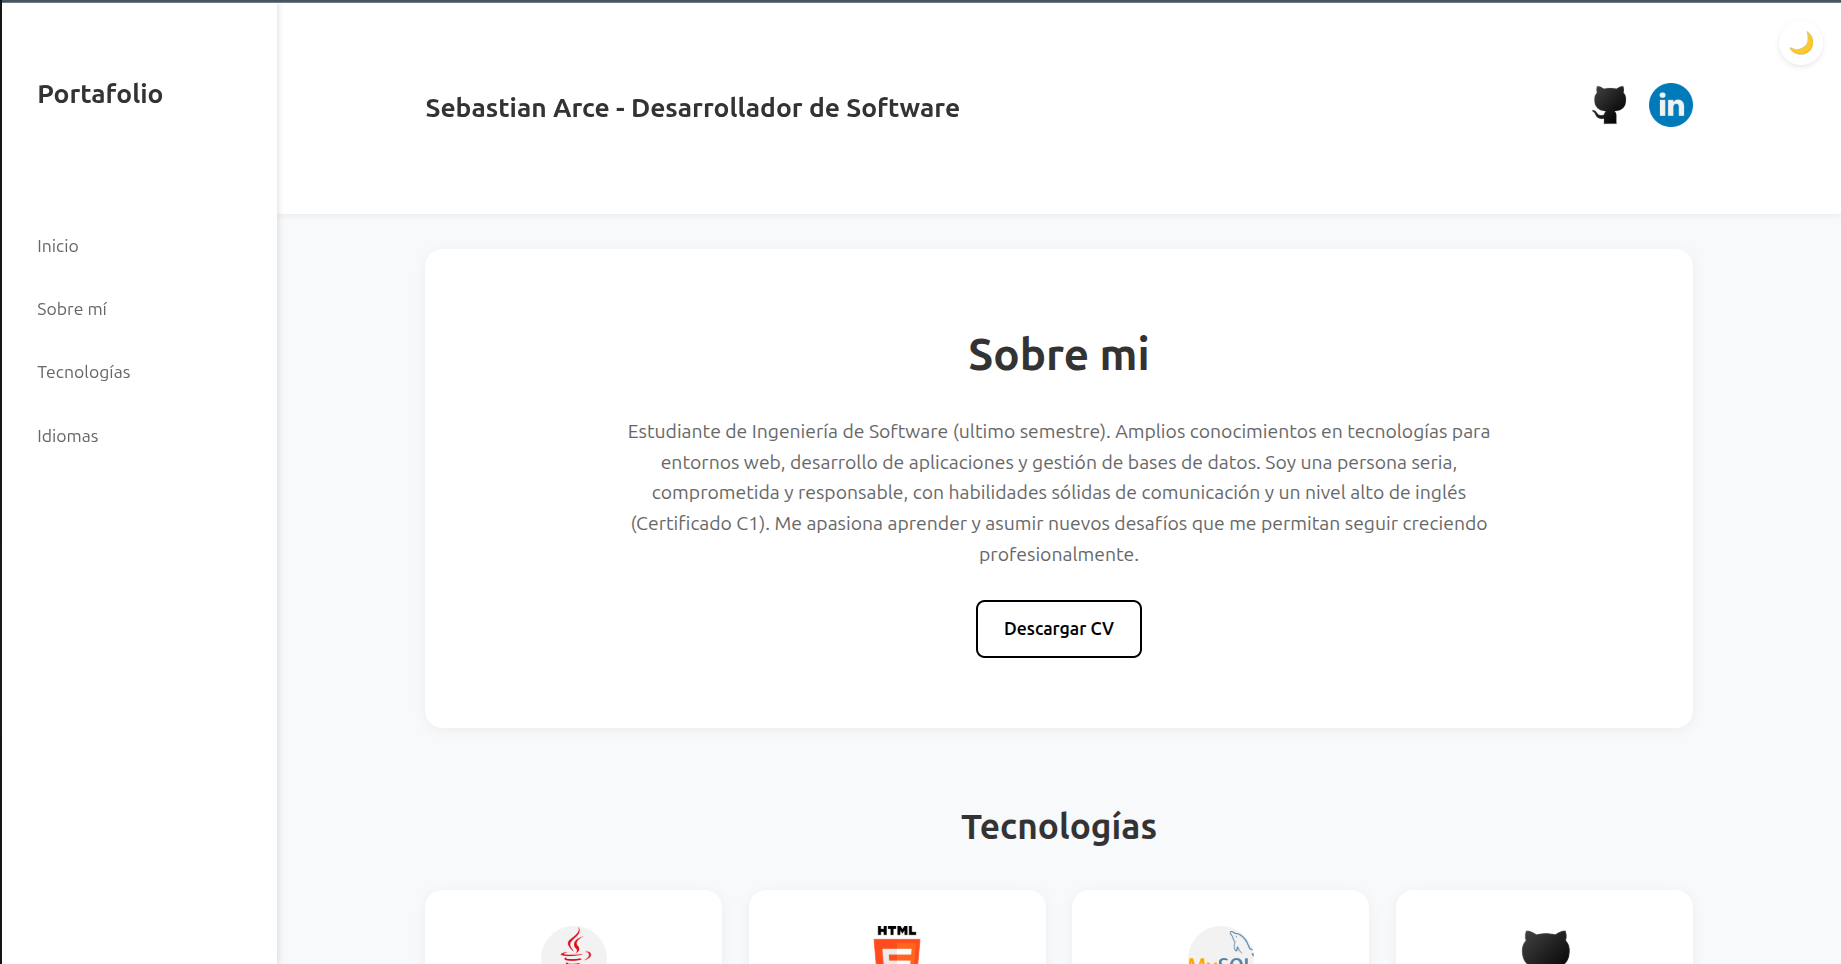 Portafolio
Sebastian Arce - Desarrollador de Software
in
Inicio
Sobre mí
Tecnologías
Idiomas
Sobre mi
Estudiante de Ingeniería de Software (ultimo semestre). Amplios conocimientos en tecnologías para
entornos web, desarrollo de aplicaciones y gestión de bases de datos. Soy una persona seria,
comprometida y responsable, con habilidades sólidas de comunicación y un nivel alto de inglés
(Certificado C1). Me apasiona aprender y asumir nuevos desafíos que me permitan seguir creciendo
profesionalmente.
Descargar CV
Tecnologías
HTML
MySQL